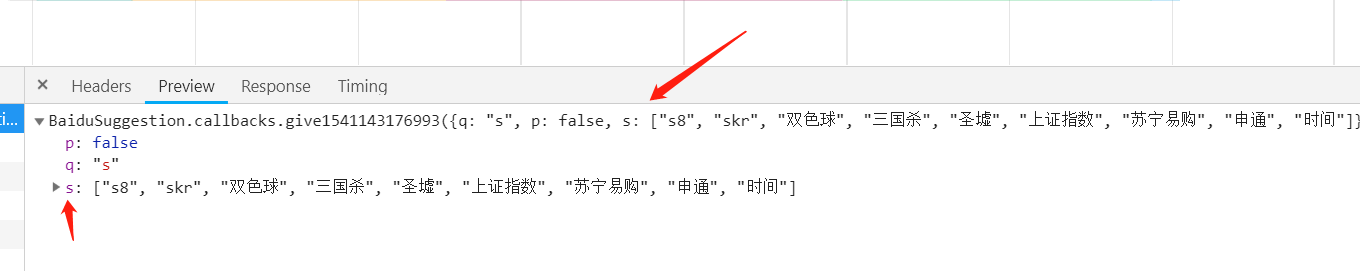 × Headers Preview Response Timing
ti... BaiduSuggestion.callbacks.give1541143176993({q: "s", p: false, s: ["s8", "skr", "双色球", "三国杀", "圣墟", "上证指数", "苏宁易购", "申通", "时间"]}
p: false
q: "s"
s: ["s8", "skr", "双色球", "三国杀", "圣墟", "上证指数", "苏宁易购", "申通", "时间"]